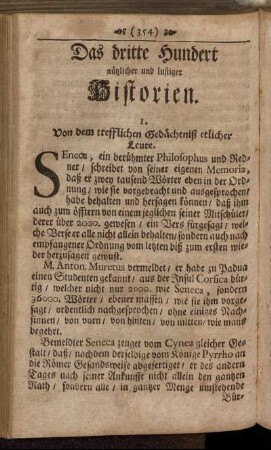 (354)
Das dritte Hundert
nützlicher und lustiger
Historien.
1.
Von dem trefflichen Gedächtniß etlicher
Leute.
SEneca, ein berühmter Philosophus und Red-
ner/ schreibet von seiner eigenen Memoria,
daß er zwey tausend Wörter eben in der Ord-
nung/ wie sie vorgebracht und ausgesprochen/
habe behalten und hersagen können/ daß ihm
auch zum öfftern von einem jeglichen seiner Mitschüler/
derer über 2000. gewesen/ ein Vers fürgesagt/ wel-
che Verse er alle nicht allein behalten/ sondern auch nach
empfangener Ordnung vom letzten biß zum ersten wie-
der herzusagen gewust.
M. Anton. Muretus vermeldet/ er habe zu Padua
einen Studenten gekannt/ aus der Insul Corsica bür-
tig/ welcher nicht nur 2000. wie Seneca, sondern
36000. Wörter/ ebener massen/ wie sie ihm vorge-
sagt/ ordentlich nachgesprochen/ ohne einiges Nach-
sinnen/ von vorn/ von hinten/ von mitten/ wie mans
begehrt.
Bemeldter Seneca zeuget vom Cynea gleicher Ge-
stalt/ daß/ nachdem derselbige vom Könige Pyrrho an
die Römer Gesandsweise abgefertiget/ er des andern
Tages nach seiner Ankunfft nicht allein den gantzen
Rath/ sondern alle/ in gantzer Menge umstehende
Bür-